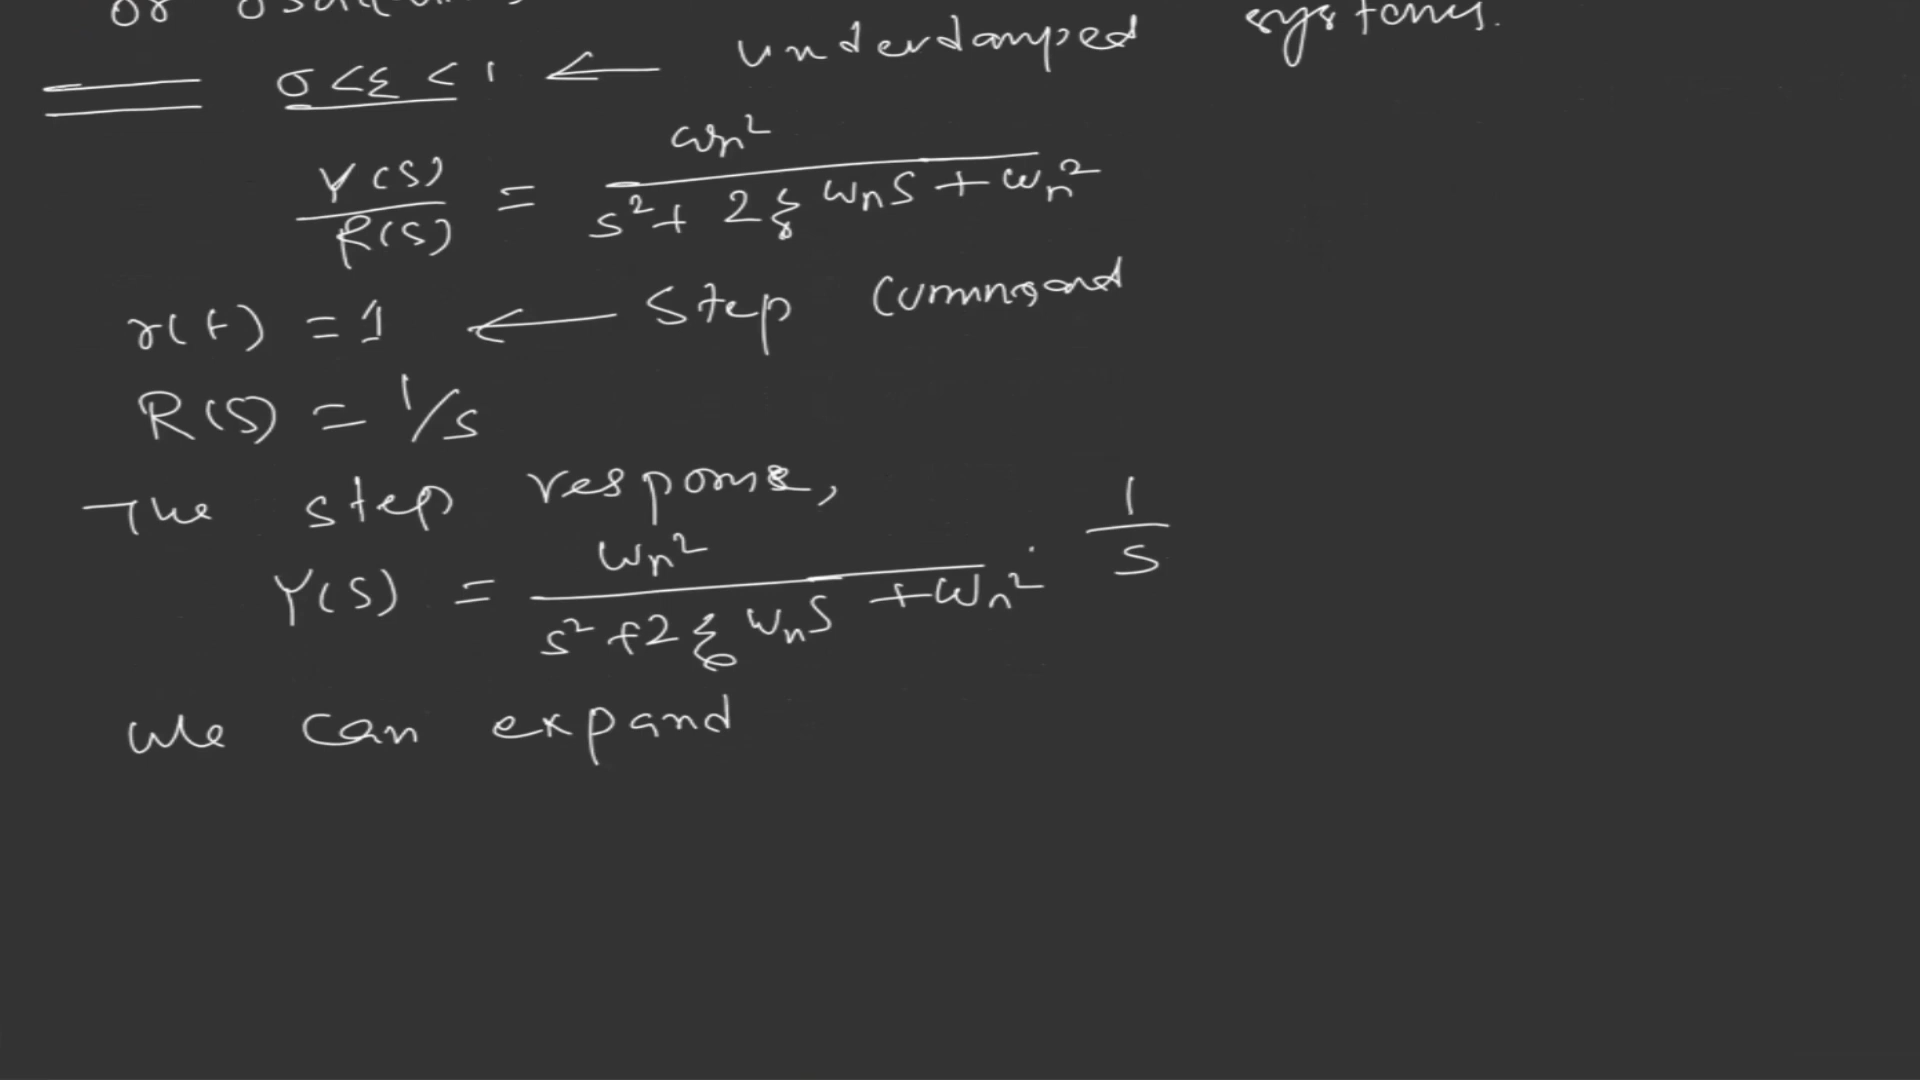 or
0 < ξ < 1 ← underdamped systems.
Y(s)/R(s) = ωn²/(s² + 2ξωns + ωn²)
r(t) = 1 ← Step command
R(s) = 1/s
The step response,
Y(s) = ωn²/(s² + 2ξωns + ωn²) · 1/s
We can expand